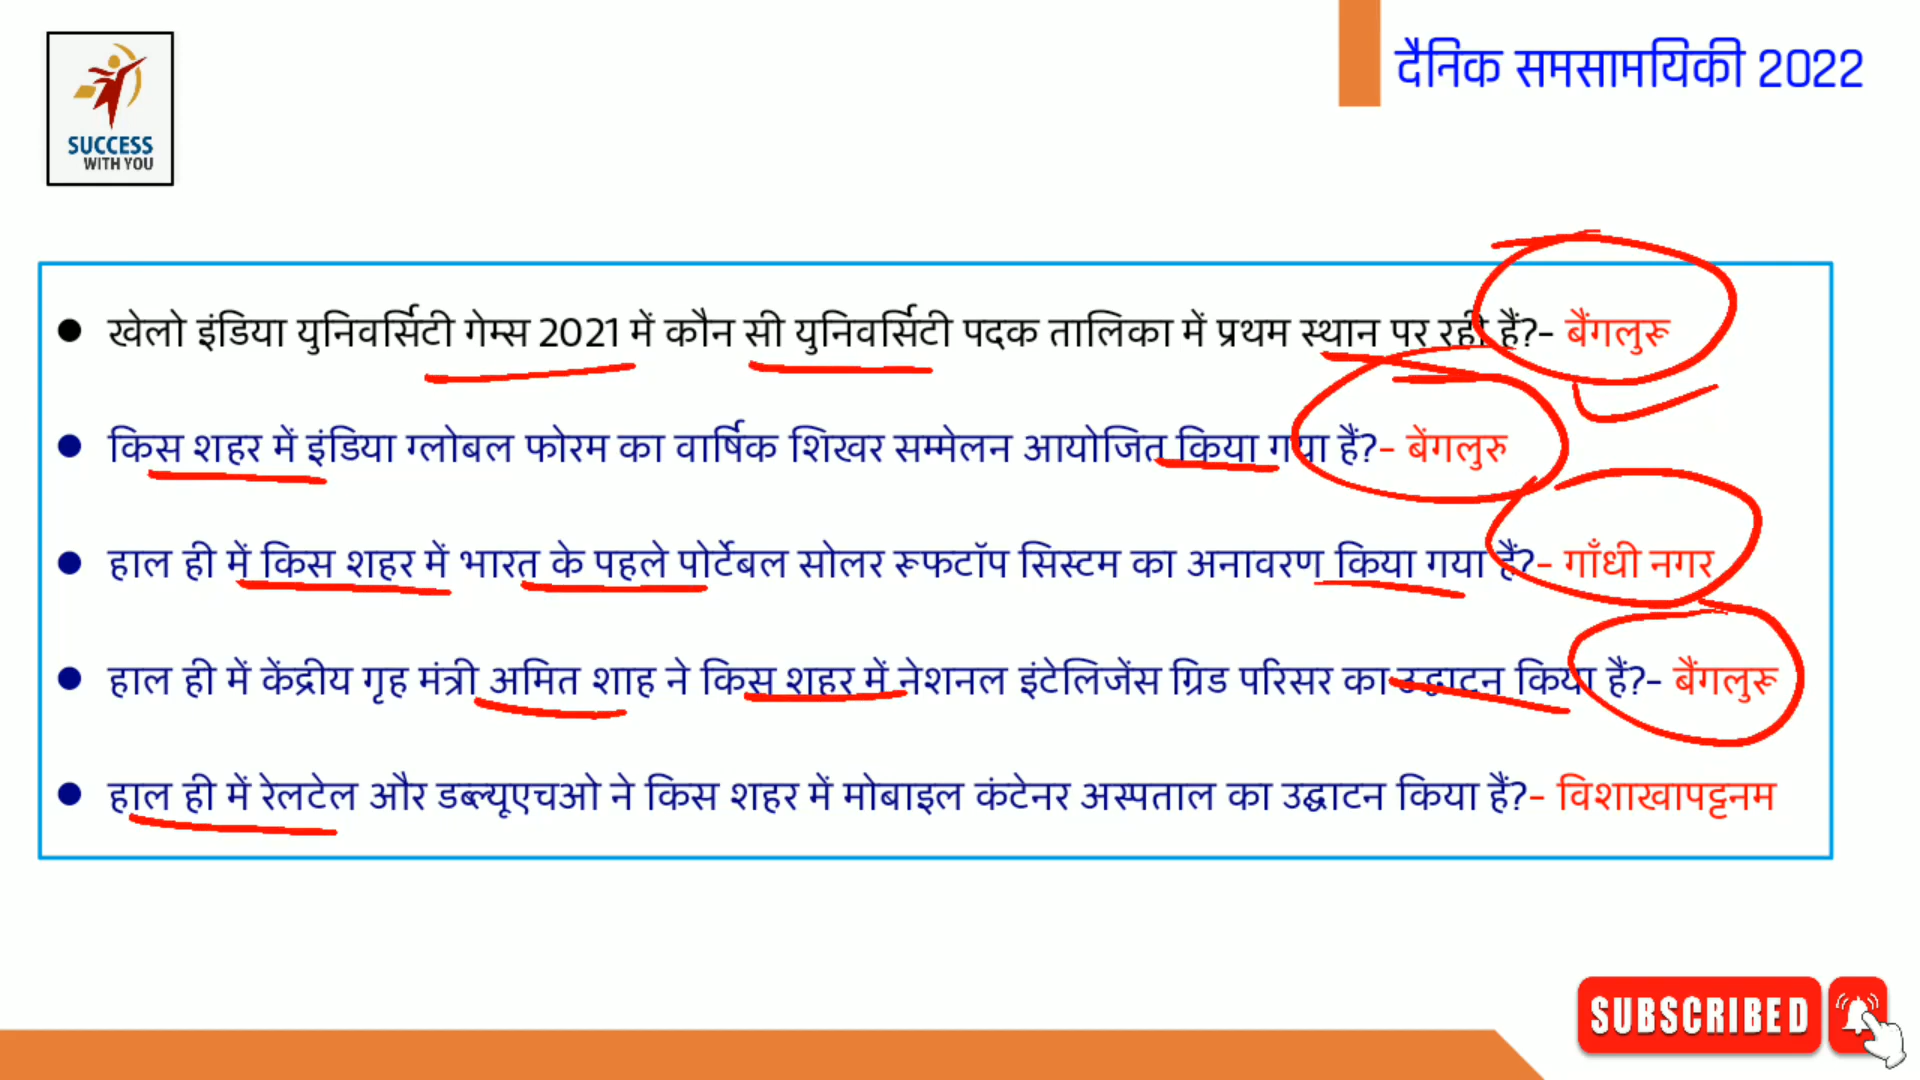 SUCCESS
WITH YOU
दैनिक समसामयिकी 2022
खेलो इंडिया युनिवर्सिटी गेम्स 2021 में कौन सी युनिवर्सिटी पदक तालिका में प्रथम स्थान पर रही हैं?- बैंगलुरू
किस शहर में इंडिया ग्लोबल फोरम का वार्षिक शिखर सम्मेलन आयोजित किया गया हैं?- बेंगलुरु
हाल ही में किस शहर में भारत के पहले पोर्टेबल सोलर रूफटॉप सिस्टम का अनावरण किया गया हैं?- गाँधी नगर
हाल ही में केंद्रीय गृह मंत्री अमित शाह ने किस शहर में नेशनल इंटेलिजेंस ग्रिड परिसर का उद्घाटन किया हैं?- बैंगलुरू
हाल ही में रेलटेल और डब्ल्यूएचओ ने किस शहर में मोबाइल कंटेनर अस्पताल का उद्घाटन किया हैं?- विशाखापट्टनम
SUBSCRIBED